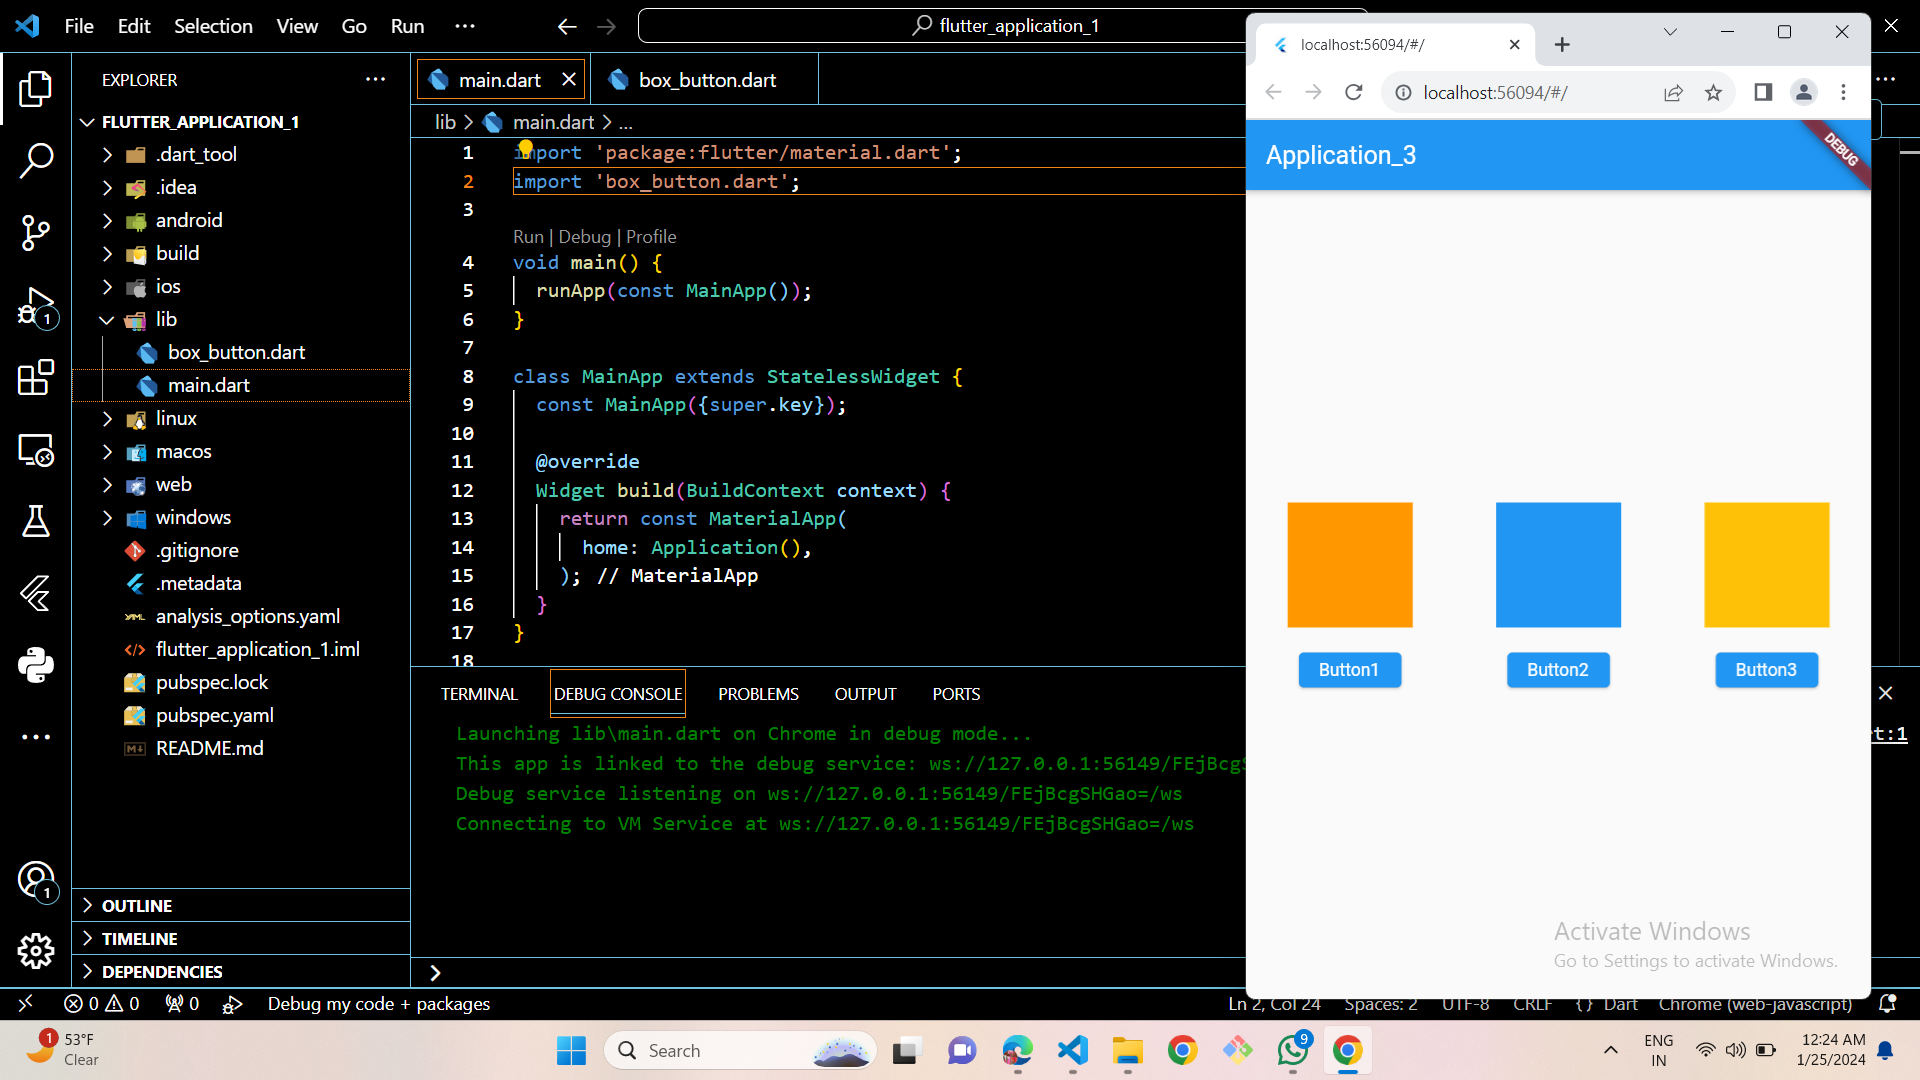 File Edit Selection View Go Run ···
flutter_application_1
EXPLORER
FLUTTER_APPLICATION_1
.dart_tool
.idea
android
build
ios
lib
box_button.dart
main.dart
linux
macos
web
windows
.gitignore
.metadata
analysis_options.yaml
flutter_application_1.iml
pubspec.lock
pubspec.yaml
README.md
OUTLINE
TIMELINE
DEPENDENCIES
1
1
main.dart
box_button.dart
lib > main.dart > ...
1 import 'package:flutter/material.dart';
2 import 'box_button.dart';
3
Run | Debug | Profile
4 void main() {
5 runApp(const MainApp());
6 }
7
8 class MainApp extends StatelessWidget {
9 const MainApp({super.key});
10
11 @override
12 Widget build(BuildContext context) {
13 return const MaterialApp(
14 home: Application(),
15 ); // MaterialApp
16 }
17 }
18
TERMINAL DEBUG CONSOLE PROBLEMS OUTPUT PORTS
Launching lib\main.dart on Chrome in debug mode...
This app is linked to the debug service: ws://127.0.0.1:56149/FEjBcgS
Debug service listening on ws://127.0.0.1:56149/FEjBcgSHGao=/ws
Connecting to VM Service at ws://127.0.0.1:56149/FEjBcgSHGao=/ws
t:1
>
localhost:56094/#/
localhost:56094/#/
Application_3
DEBUG
Button1
Button2
Button3
Activate Windows
Go to Settings to activate Windows.
0 0 0 Debug my code + packages
Ln 2, Col 24 Spaces: 2 UTF-8 CRLF {} Dart Chrome (web-javascript)
1
53°F
Clear
Search
9
ENG
IN
12:24 AM
1/25/2024